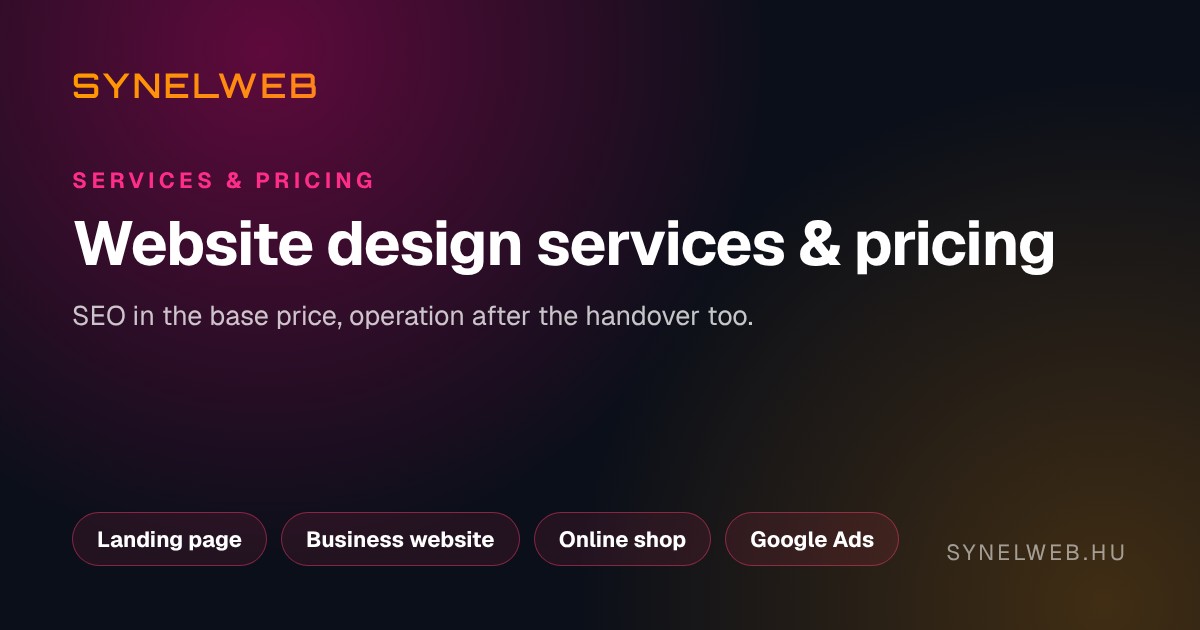 SYNELWEB
SERVICES & PRICING
Website design services & pricing
SEO in the base price, operation after the handover too.
Landing page
Business website
Online shop
Google Ads
SYNELWEB.HU